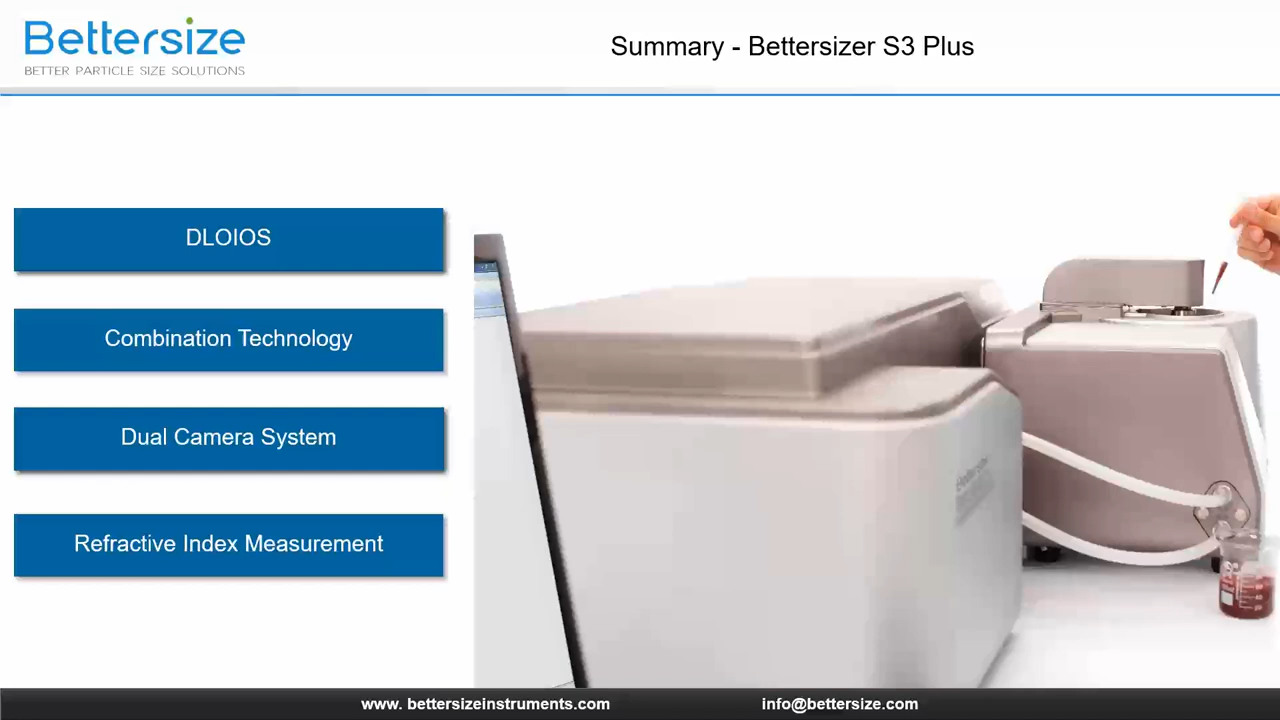 Bettersize
BETTER PARTICLE SIZE SOLUTIONS
Summary - Bettersizer S3 Plus
DLOIOS
Combination Technology
Dual Camera System
Refractive Index Measurement
Bettersize
www. bettersizeinstruments.com
info@bettersize.com